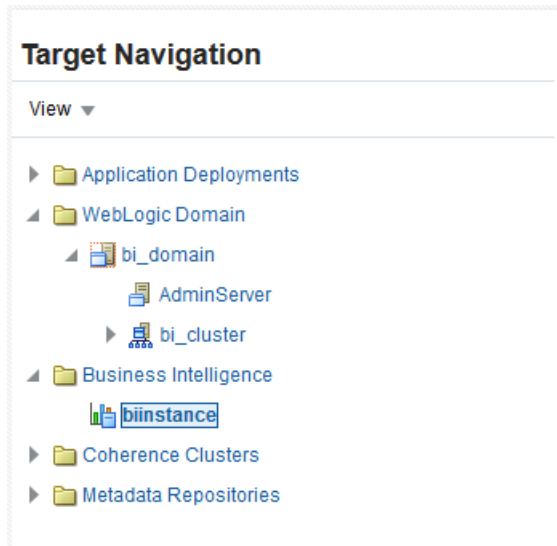 Target Navigation
View
Application Deployments
WebLogic Domain
bi_domain
AdminServer
bi_cluster
Business Intelligence
biinstance
Coherence Clusters
Metadata Repositories